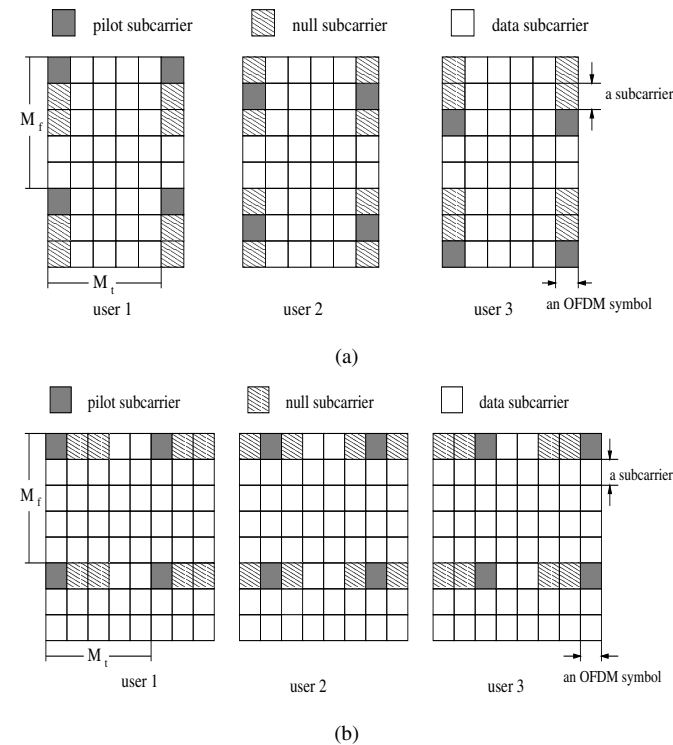 pilot subcarrier null subcarrier data subcarrier
a subcarrier
M f
M t
user 1 user 2 user 3
an OFDM symbol
(a)
pilot subcarrier null subcarrier data subcarrier
a subcarrier
M f
M t
user 1 user 2 user 3
an OFDM symbol
(b)